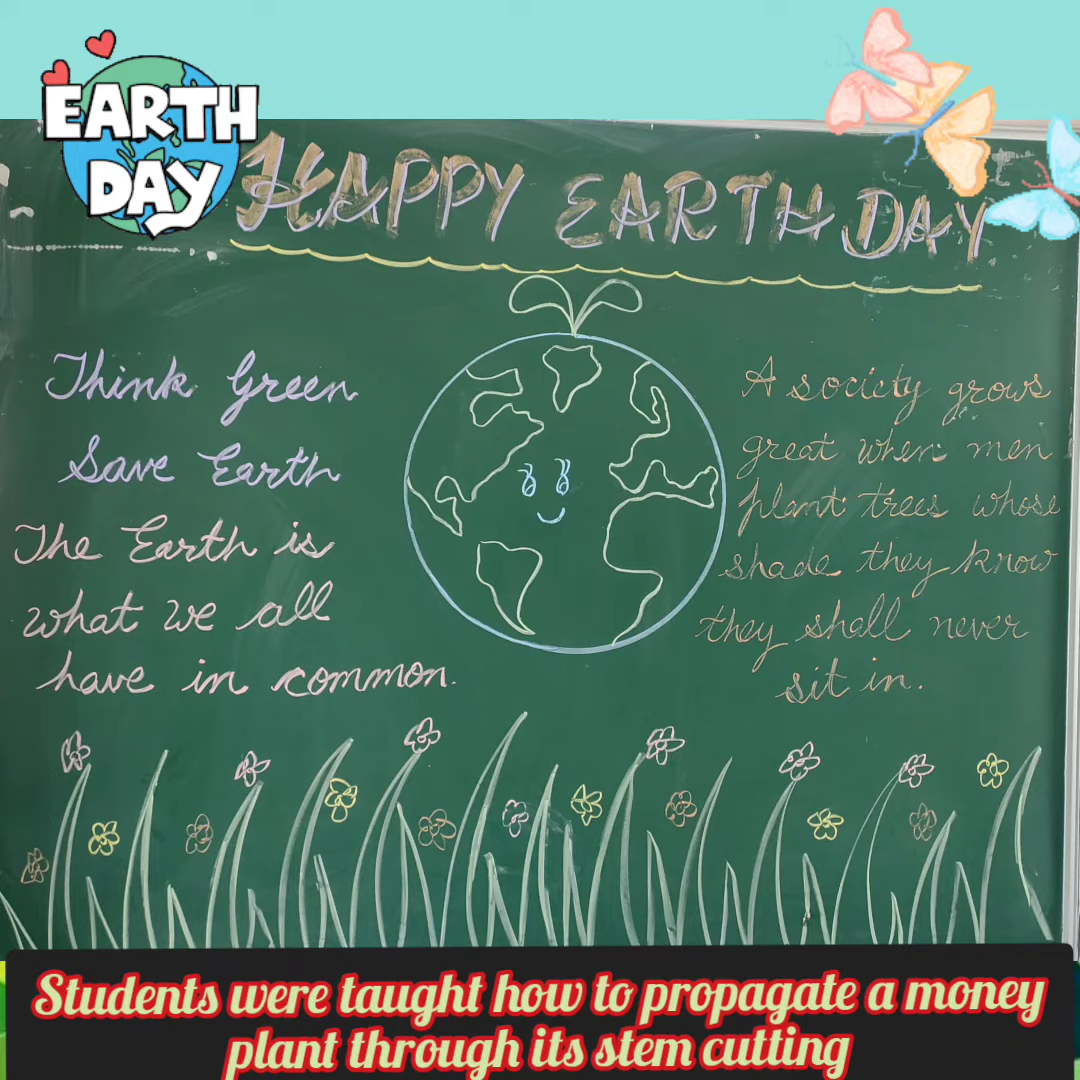 EARTH
DAY
HAPPY EARTH DAY
Think Green
Save Earth
The Earth is
what we all
have in common.
A society grows
great when men
plant trees whose
shade they know
they shall never
sit in.
Students were taught how to propagate a money
plant through its stem cutting